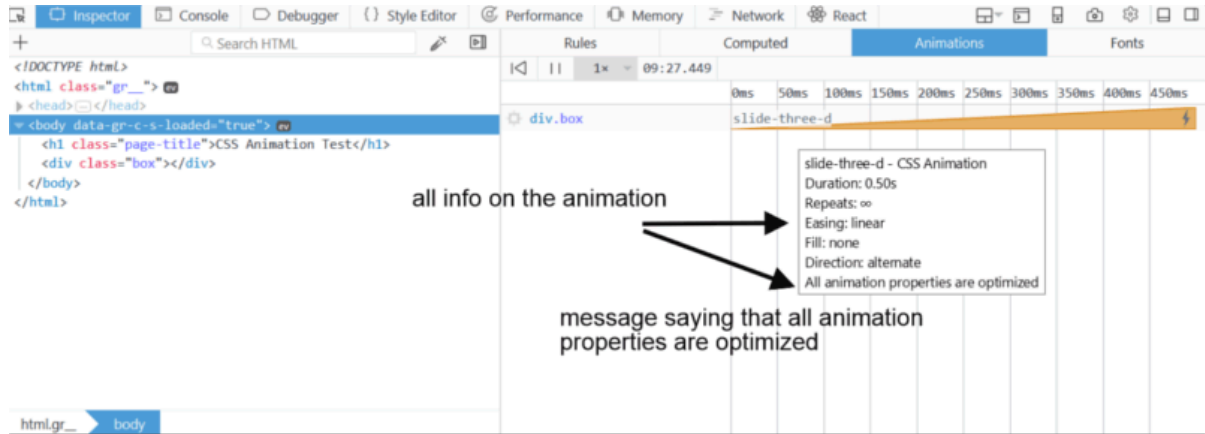 Inspector Console Debugger {} Style Editor Performance Memory Network React
+ Search HTML
Rules Computed Animations Fonts
<!DOCTYPE html>
<html class="gr__"> ev
<head>…</head>
<body data-gr-c-s-loaded="true"> ev
<h1 class="page-title">CSS Animation Test</h1>
<div class="box"></div>
</body>
</html>
1× 09:27.449
0ms 50ms 100ms 150ms 200ms 250ms 300ms 350ms 400ms 450ms
div.box slide-three-d
all info on the animation
slide-three-d - CSS Animation
Duration: 0.50s
Repeats: ∞
Easing: linear
Fill: none
Direction: alternate
All animation properties are optimized
message saying that all animation
properties are optimized
html.gr__ body